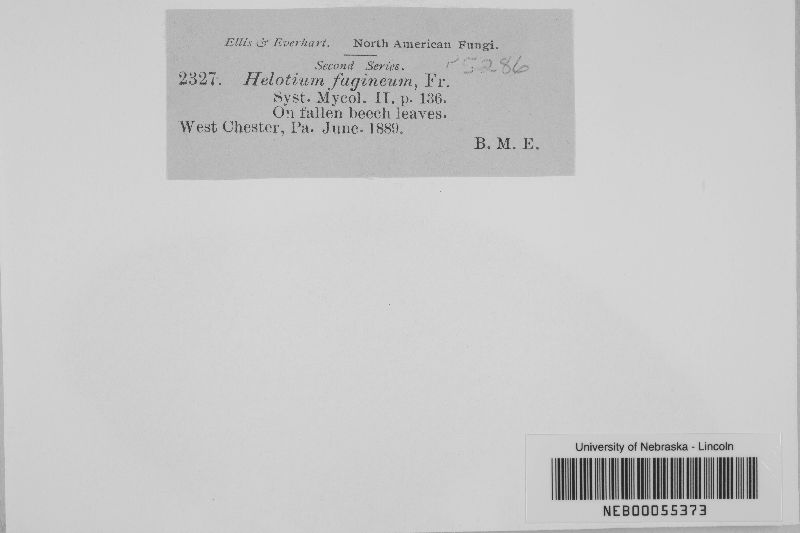 Ellis & Everhart. North American Fungi.
Second Series.
2327. Helotium fagineum, Fr.
Syst. Mycol. II, p. 136.
On fallen beech leaves.
West Chester, Pa. June. 1889.
B. M. E.
5286
University of Nebraska - Lincoln
NEB00055373